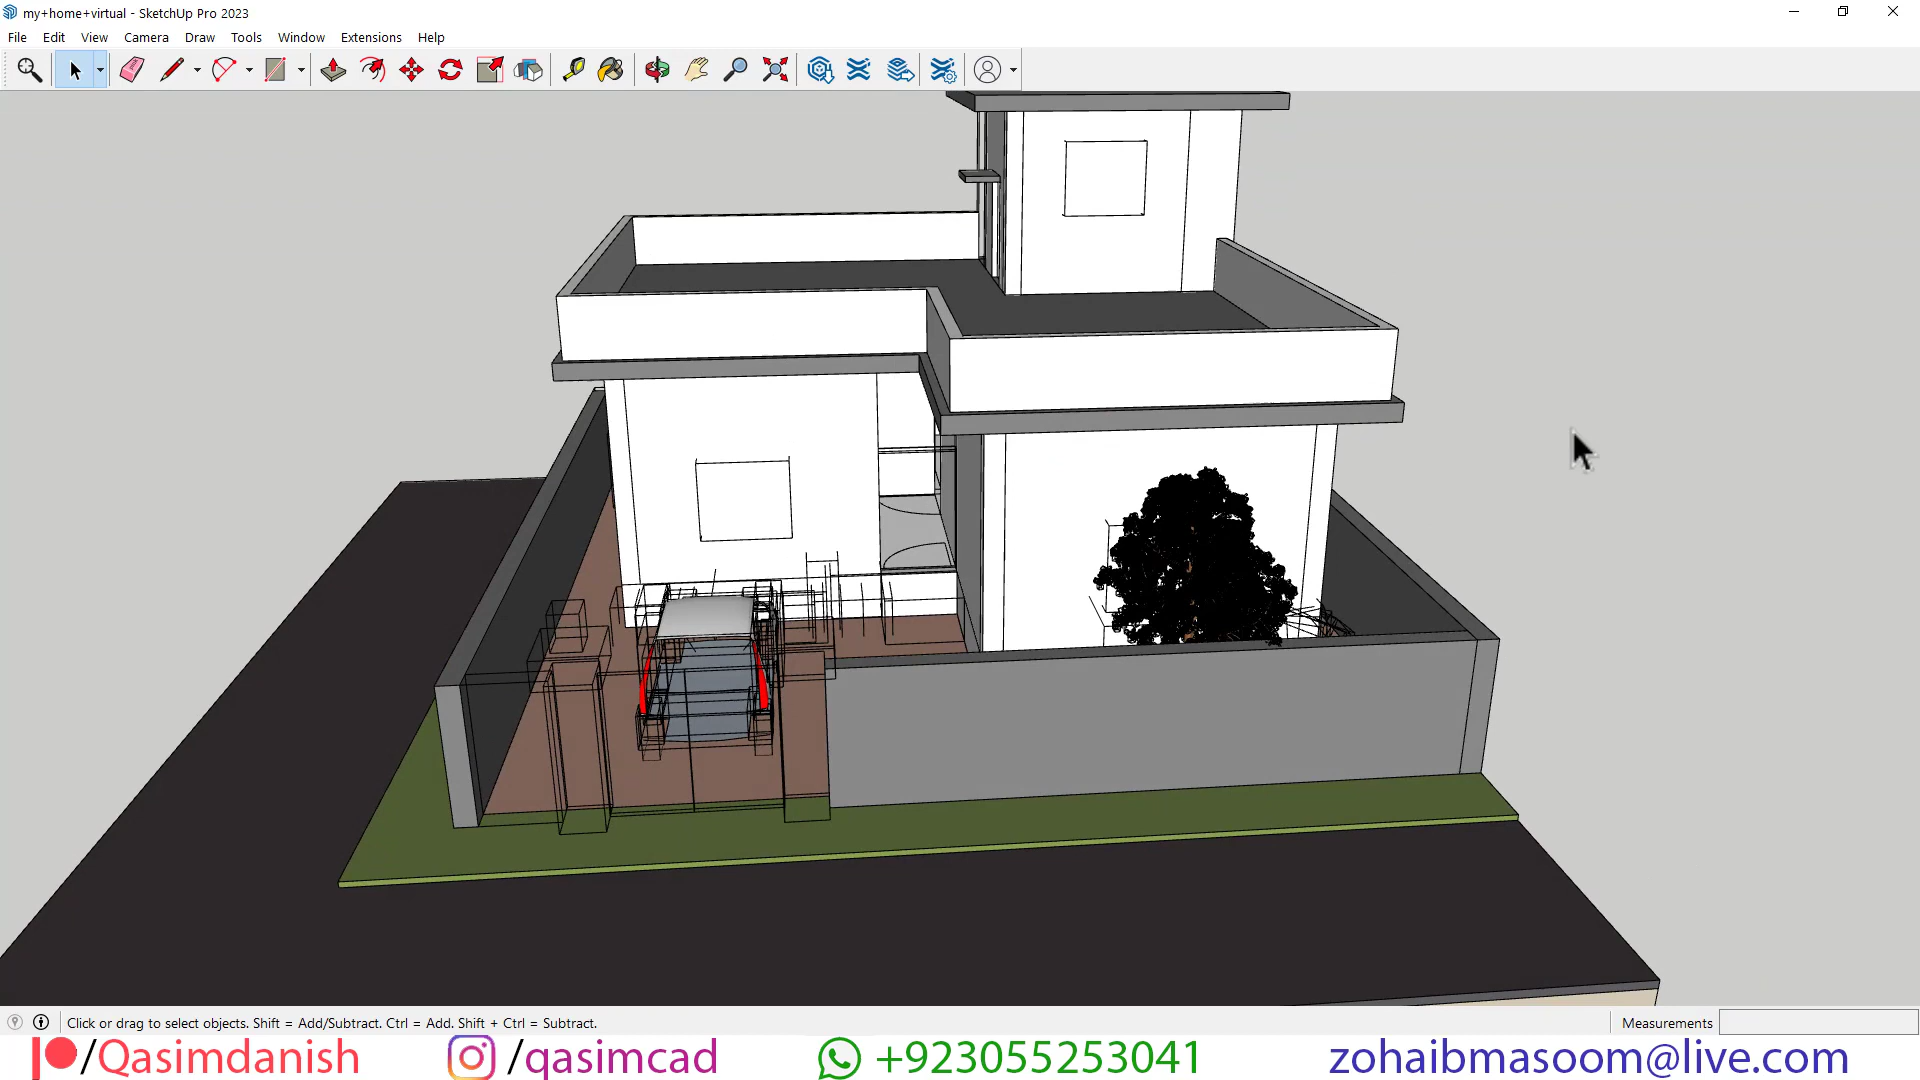 my+home+virtual - SketchUp Pro 2023
File Edit View Camera Draw Tools Window Extensions Help
Click or drag to select objects. Shift = Add/Subtract. Ctrl = Add. Shift + Ctrl = Subtract.
Measurements
/Qasimdanish /qasimcad +923055253041 zohaibmasoom@live.com